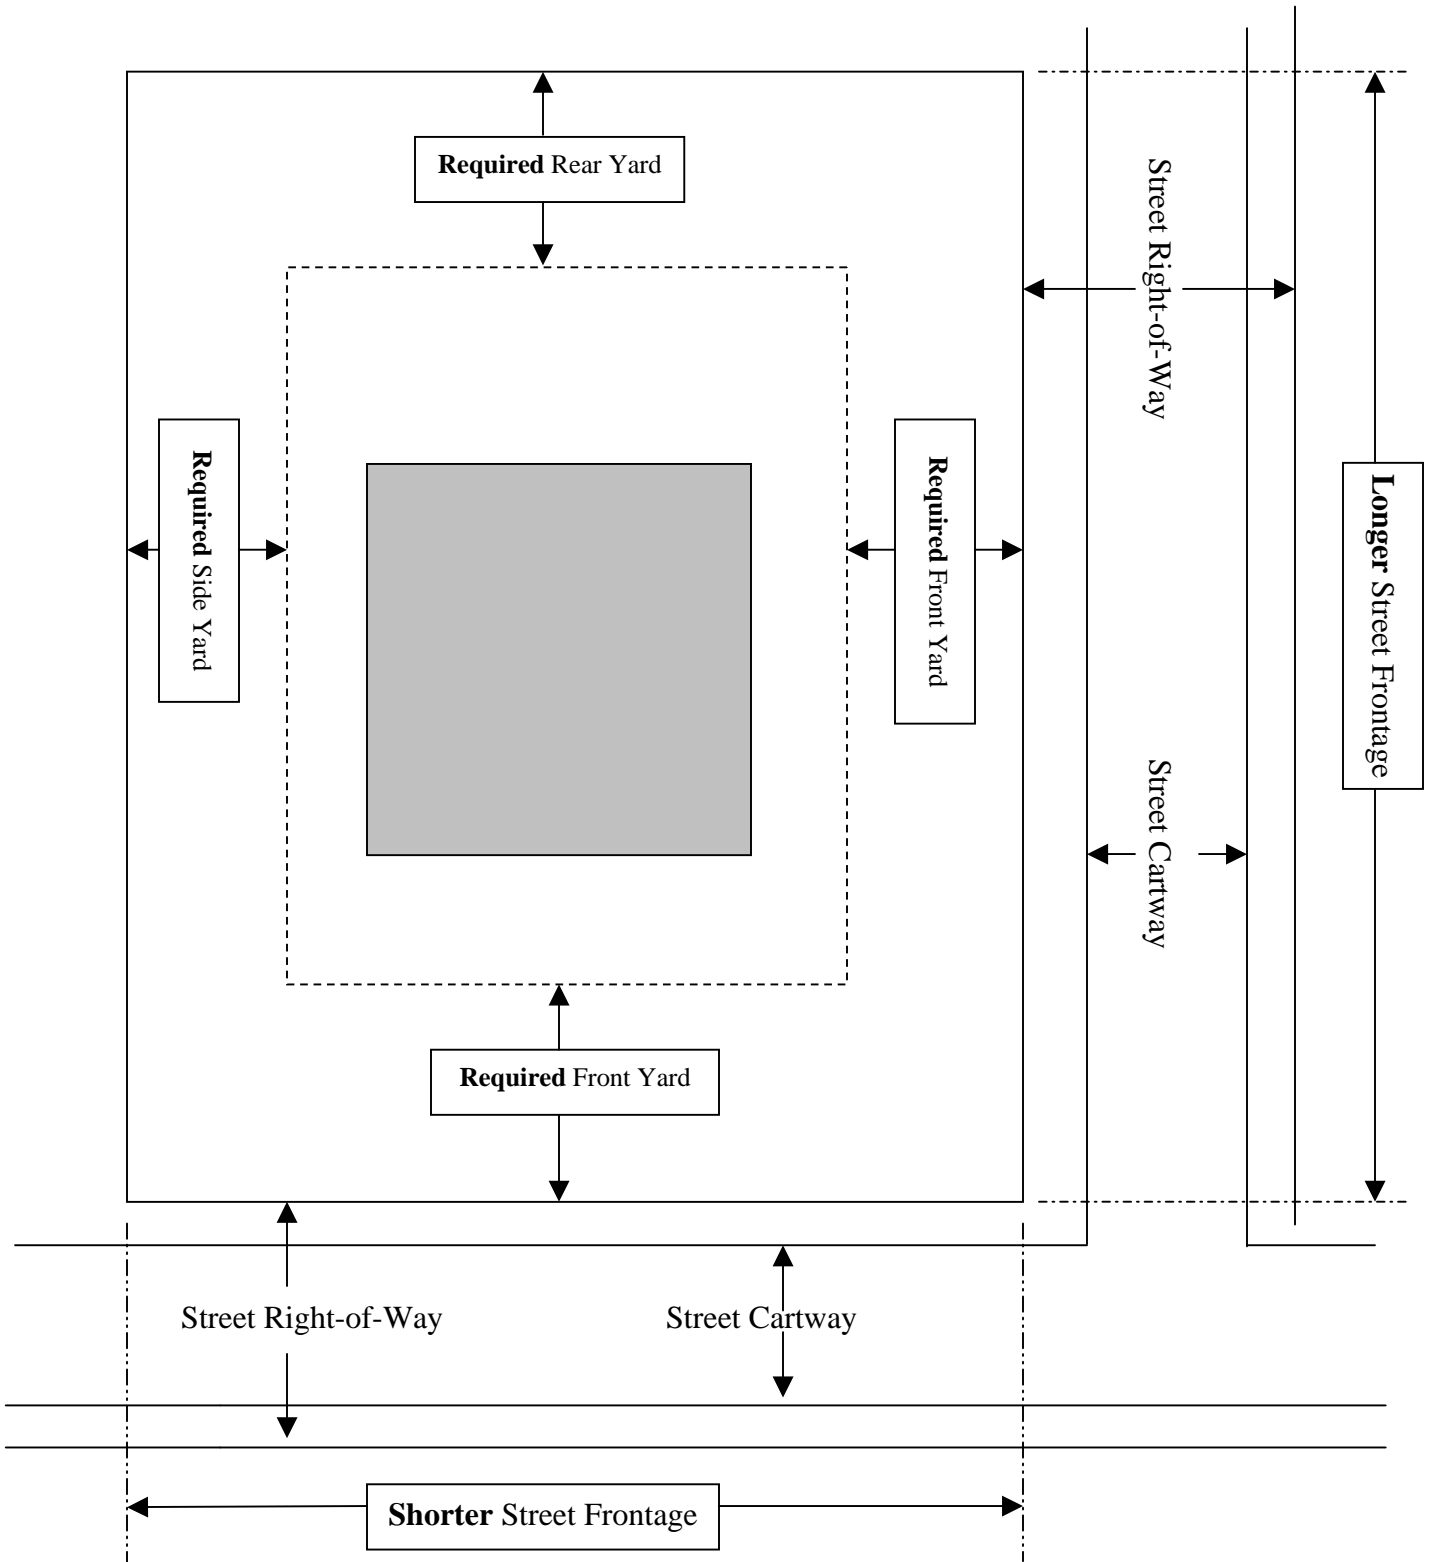 Required Rear Yard
Street Right-of-Way
Required Side Yard
Required Front Yard
Longer Street Frontage
Street Cartway
Required Front Yard
Street Right-of-Way
Street Cartway
Shorter Street Frontage